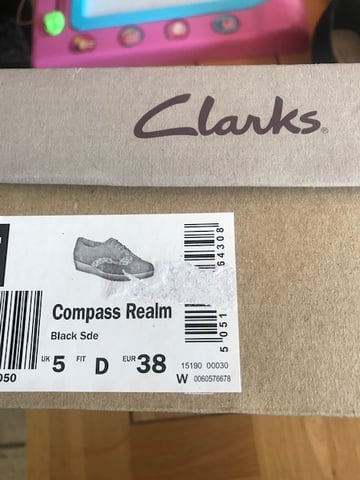 Clarks
Compass Realm
Black Sde
UK 5 FIT D EUR 38
15190 00030
W 0060576678
5 051
64308
050